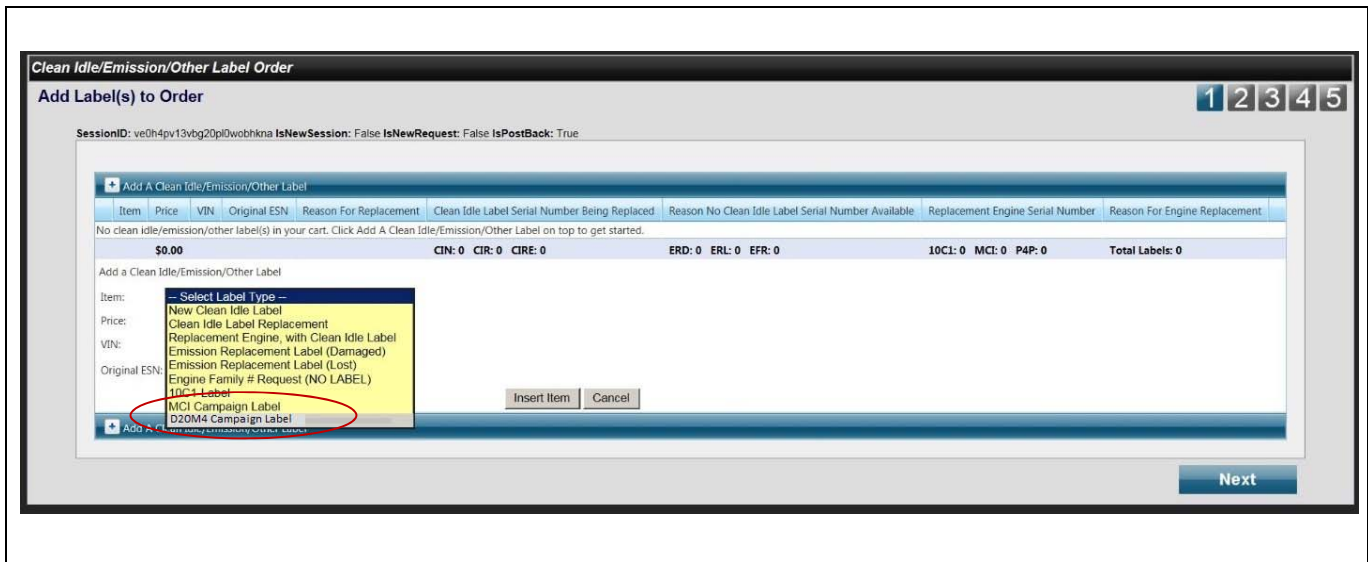 Clean Idle/Emission/Other Label Order
Add Label(s) to Order
1 2 3 4 5
SessionID: ve0h4pv13vbg20pl0wobhkna IsNewSession: False IsNewRequest: False IsPostBack: True
Add A Clean Idle/Emission/Other Label
Item Price VIN Original ESN Reason For Replacement Clean Idle Label Serial Number Being Replaced Reason No Clean Idle Label Serial Number Available Replacement Engine Serial Number Reason For Engine Replacement
No clean idle/emission/other label(s) in your cart. Click Add A Clean Idle/Emission/Other Label on top to get started.
$0.00 CIN: 0 CIR: 0 CIRE: 0 ERD: 0 ERL: 0 EFR: 0 10C1: 0 MCI: 0 P4P: 0 Total Labels: 0
Add a Clean Idle/Emission/Other Label
Item: -- Select Label Type --
New Clean Idle Label
Price: Clean Idle Label Replacement
Replacement Engine, with Clean Idle Label
VIN: Emission Replacement Label (Damaged)
Original ESN: Emission Replacement Label (Lost)
Engine Family # Request (NO LABEL)
10C1 Label
MCI Campaign Label
D20M4 Campaign Label
Insert Item Cancel
Add A Clean Idle/Emission/Other Label
Next